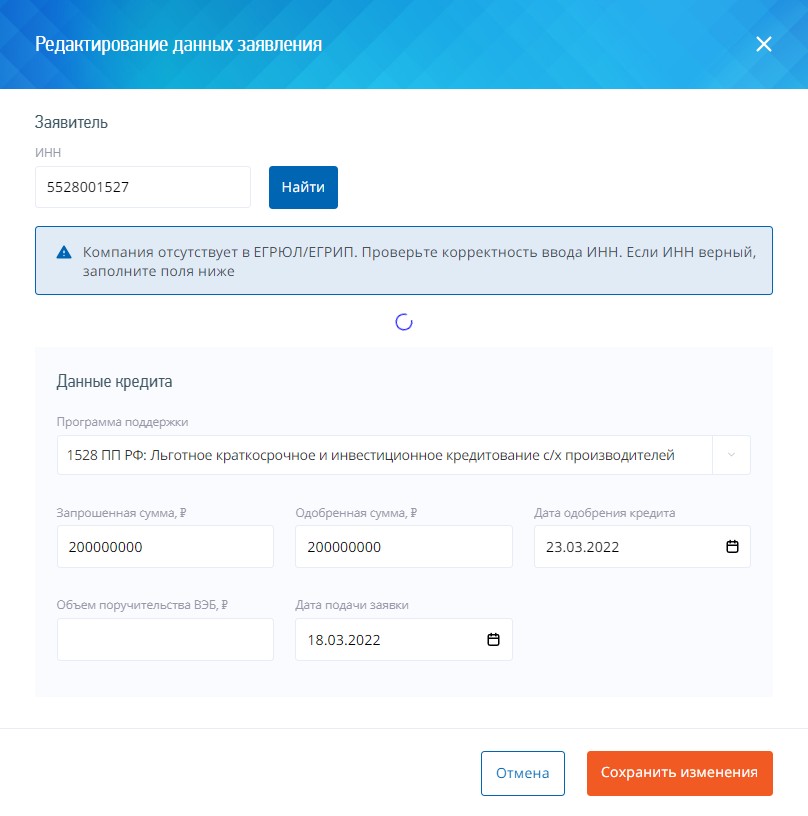 Редактирование данных заявления
Заявитель
ИНН
5528001527
Найти
Компания отсутствует в ЕГРЮЛ/ЕГРИП. Проверьте корректность ввода ИНН. Если ИНН верный,
заполните поля ниже
Данные кредита
Программа поддержки
1528 ПП РФ: Льготное краткосрочное и инвестиционное кредитование с/х производителей
Запрошенная сумма, ₽
Одобренная сумма, ₽
Дата одобрения кредита
200000000
200000000
23.03.2022
Объем поручительства ВЭБ, ₽
Дата подачи заявки
18.03.2022
Отмена
Сохранить изменения